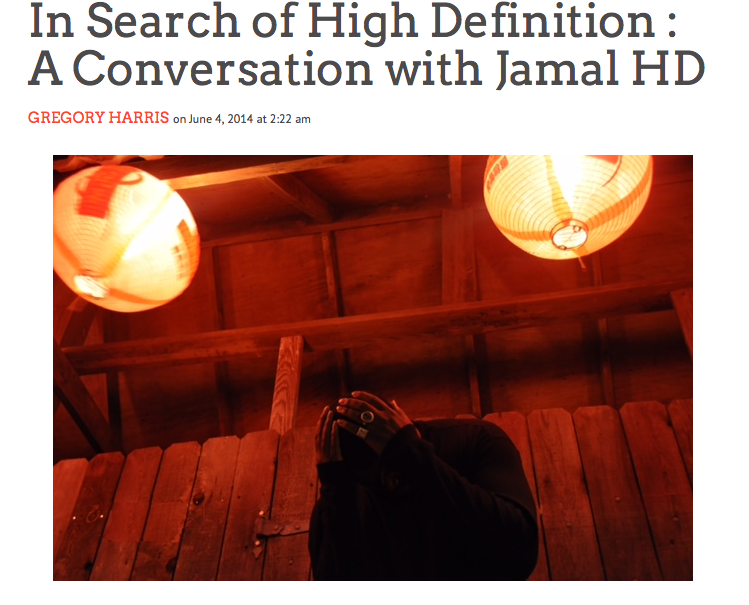 In Search of High Definition :
A Conversation with Jamal HD
GREGORY HARRIS on June 4, 2014 at 2:22 am